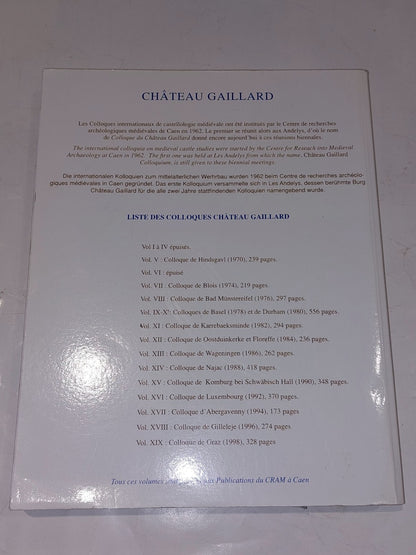 CHÂTEAU GAILLARD
Les Colloques internationaux de castellologie médiévale ont été institués par le Centre de recherches
archéologiques médiévales de Caen en 1962. Le premier se réunit alors aux Andelys, d'où le nom
de Colloque du Château Gaillard donné encore aujourd'hui à ces réunions biennales.
The international colloquia on medieval castle studies were started by the Centre for Reseach into Medieval
Archaeology at Caen in 1962. The first one was held at Les Andelys from which the name, Château Gaillard
Colloquium, is still given to these biennial meetings.
Die internationalen Kolloquien zum mittelalterlichen Wehrbau wurden 1962 beim Centre de recherches archéolo-
giques médiévales in Caen gegründet. Das erste Kolloquium versammelte sich in Les Andelys, dessen berühmte Burg
Château Gaillard für die alle zwei Jahre stattfindenden Kolloquien namengebend wurde.
LISTE DES COLLOQUES CHÂTEAU GAILLARD
Vol I à IV épuisés.
Vol. V : Colloque de Hindsgavl (1970), 239 pages.
Vol. VI : épuisé
Vol. VII : Colloque de Blois (1974), 219 pages.
Vol. VIII : Colloque de Bad Münstereifel (1976), 297 pages.
Vol. IX-X : Colloques de Basel (1978) et de Durham (1980), 556 pages.
Vol. XI : Colloque de Karrebaeksminde (1982), 294 pages.
Vol. XII : Colloque de Oostduinkerke et Floreffe (1984), 236 pages.
Vol. XIII : Colloque de Wageningen (1986), 262 pages.
Vol. XIV : Colloque de Najac (1988), 418 pages.
Vol. XV : Colloque de Komburg bei Schwäbisch Hall (1990), 348 pages.
Vol. XVI : Colloque de Luxembourg (1992), 370 pages.
Vol. XVII : Colloque d'Abergavenny (1994), 173 pages
Vol. XVIII : Colloque de Gilleleje (1996), 274 pages
Vol. XIX : Colloque de Graz (1998), 328 pages
Tous ces volumes aux Publications du CRAM à Caen